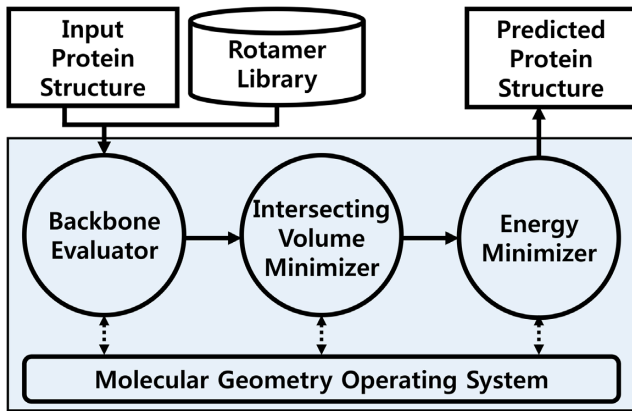 Input
Protein
Structure
Rotamer
Library
Predicted
Protein
Structure
Backbone
Evaluator
Intersecting
Volume
Minimizer
Energy
Minimizer
Molecular Geometry Operating System